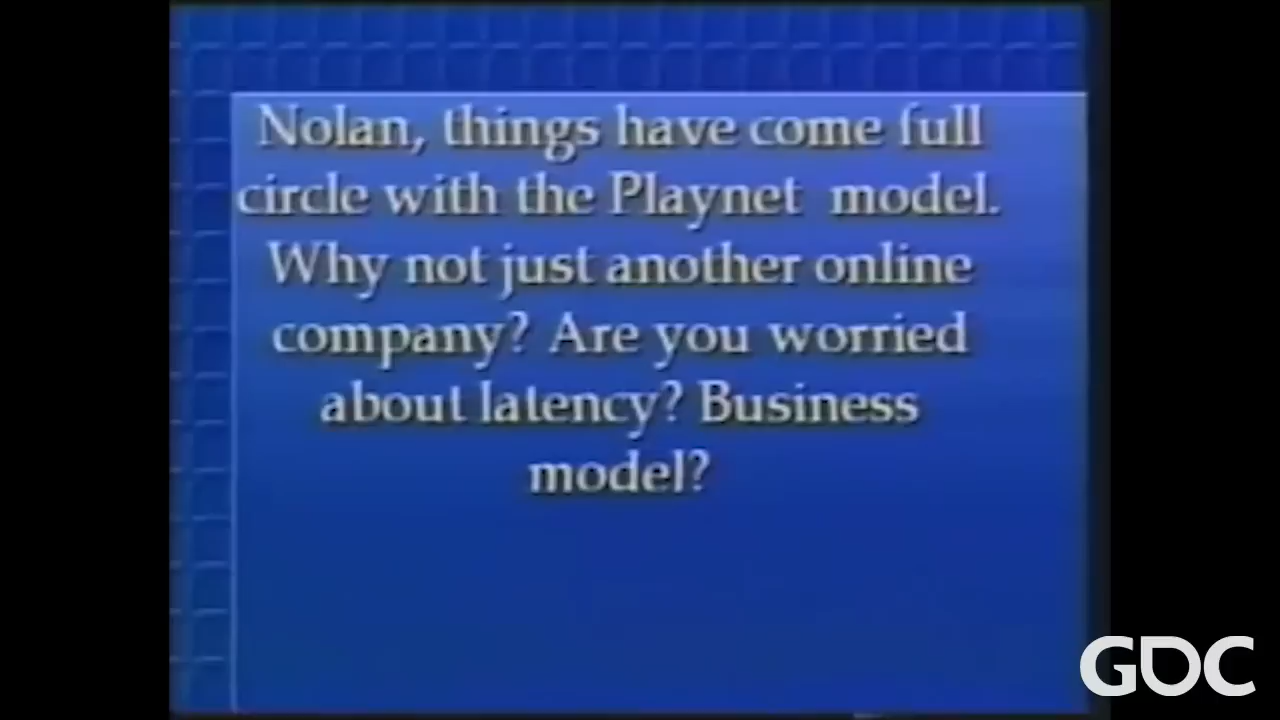 Nolan, things have come full
circle with the Playnet model.
Why not just another online
company? Are you worried
about latency? Business
model?
GDC